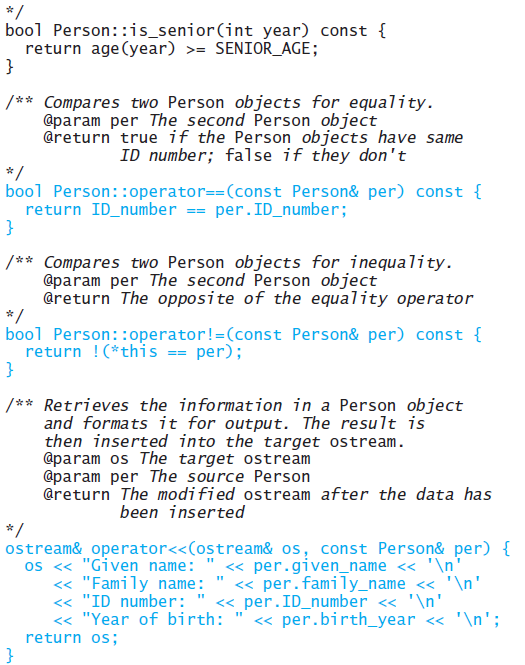 */
bool Person::is_senior(int year) const {
  return age(year) >= SENIOR_AGE;
}

/** Compares two Person objects for equality.
    @param per The second Person object
    @return true if the Person objects have same
            ID number; false if they don't
*/
bool Person::operator==(const Person& per) const {
  return ID_number == per.ID_number;
}

/** Compares two Person objects for inequality.
    @param per The second Person object
    @return The opposite of the equality operator
*/
bool Person::operator!=(const Person& per) const {
  return !(*this == per);
}

/** Retrieves the information in a Person object
    and formats it for output. The result is
    then inserted into the target ostream.
    @param os The target ostream
    @param per The source Person
    @return The modified ostream after the data has
            been inserted
*/
ostream& operator<<(ostream& os, const Person& per) {
  os << "Given name: " << per.given_name << '\n'
     << "Family name: " << per.family_name << '\n'
     << "ID number: " << per.ID_number << '\n'
     << "Year of birth: " << per.birth_year << '\n';
  return os;
}